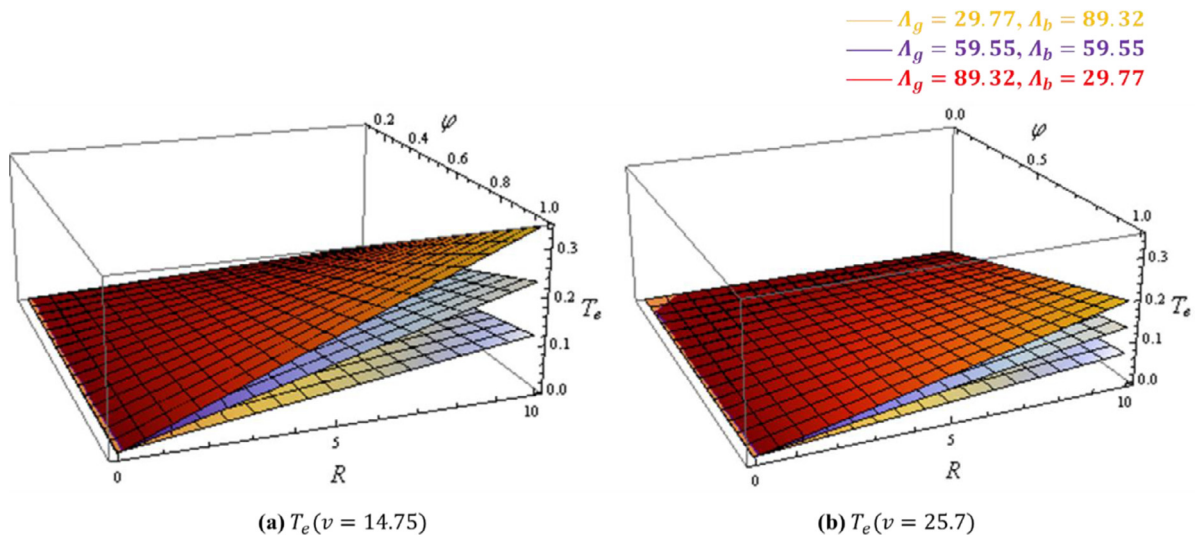 Λg = 29.77, Λb = 89.32
Λg = 59.55, Λb = 59.55
Λg = 89.32, Λb = 29.77
0.2
φ
0.4
0.6
0.8
1.0
0.3
0.2
Te
0.1
0.0
0
5
10
R
0.0
φ
0.5
1.0
0.3
0.2
Te
0.1
0.0
0
5
10
R
(a) Te(v = 14.75)
(b) Te(v = 25.7)